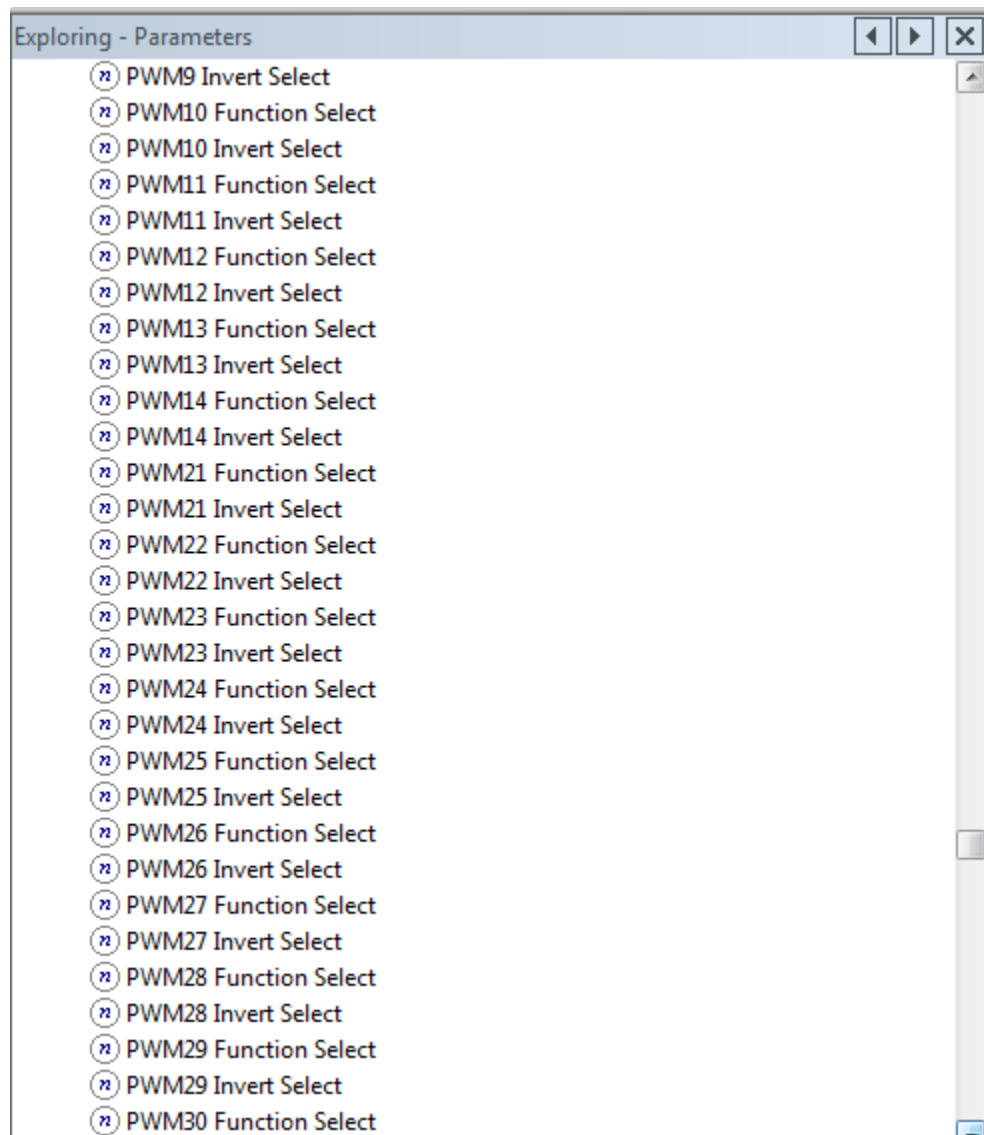 Exploring - Parameters
PWM9 Invert Select
PWM10 Function Select
PWM10 Invert Select
PWM11 Function Select
PWM11 Invert Select
PWM12 Function Select
PWM12 Invert Select
PWM13 Function Select
PWM13 Invert Select
PWM14 Function Select
PWM14 Invert Select
PWM21 Function Select
PWM21 Invert Select
PWM22 Function Select
PWM22 Invert Select
PWM23 Function Select
PWM23 Invert Select
PWM24 Function Select
PWM24 Invert Select
PWM25 Function Select
PWM25 Invert Select
PWM26 Function Select
PWM26 Invert Select
PWM27 Function Select
PWM27 Invert Select
PWM28 Function Select
PWM28 Invert Select
PWM29 Function Select
PWM29 Invert Select
PWM30 Function Select